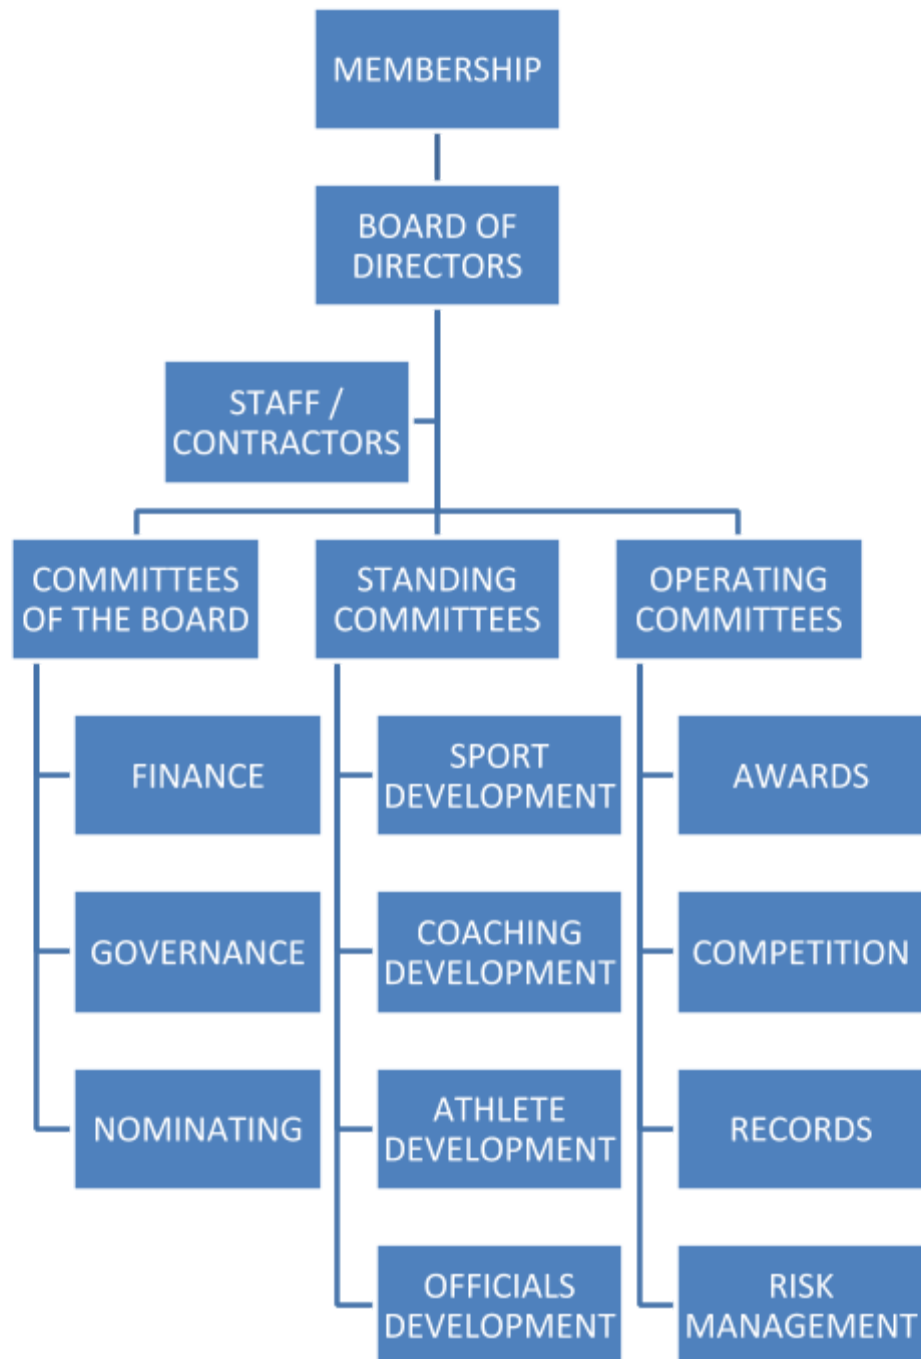 MEMBERSHIP
BOARD OF
DIRECTORS
STAFF /
CONTRACTORS
COMMITTEES
OF THE BOARD
FINANCE
GOVERNANCE
NOMINATING
STANDING
COMMITTEES
SPORT
DEVELOPMENT
COACHING
DEVELOPMENT
ATHLETE
DEVELOPMENT
OFFICIALS
DEVELOPMENT
OPERATING
COMMITTEES
AWARDS
COMPETITION
RECORDS
RISK
MANAGEMENT